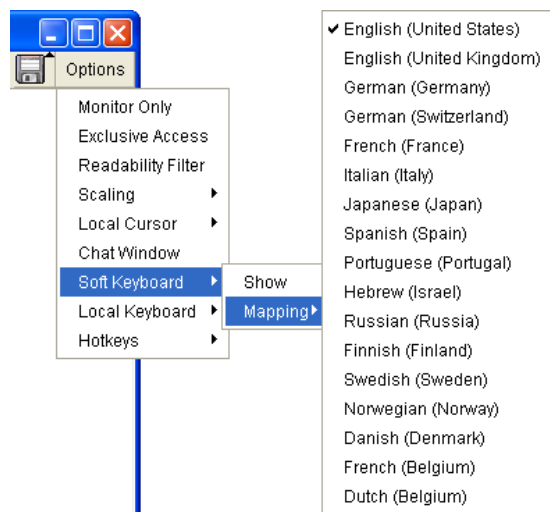 Options
Monitor Only
Exclusive Access
Readability Filter
Scaling
Local Cursor
Chat Window
Soft Keyboard
Local Keyboard
Hotkeys
Show
Mapping
English (United States)
English (United Kingdom)
German (Germany)
German (Switzerland)
French (France)
Italian (Italy)
Japanese (Japan)
Spanish (Spain)
Portuguese (Portugal)
Hebrew (Israel)
Russian (Russia)
Finnish (Finland)
Swedish (Sweden)
Norwegian (Norway)
Danish (Denmark)
French (Belgium)
Dutch (Belgium)